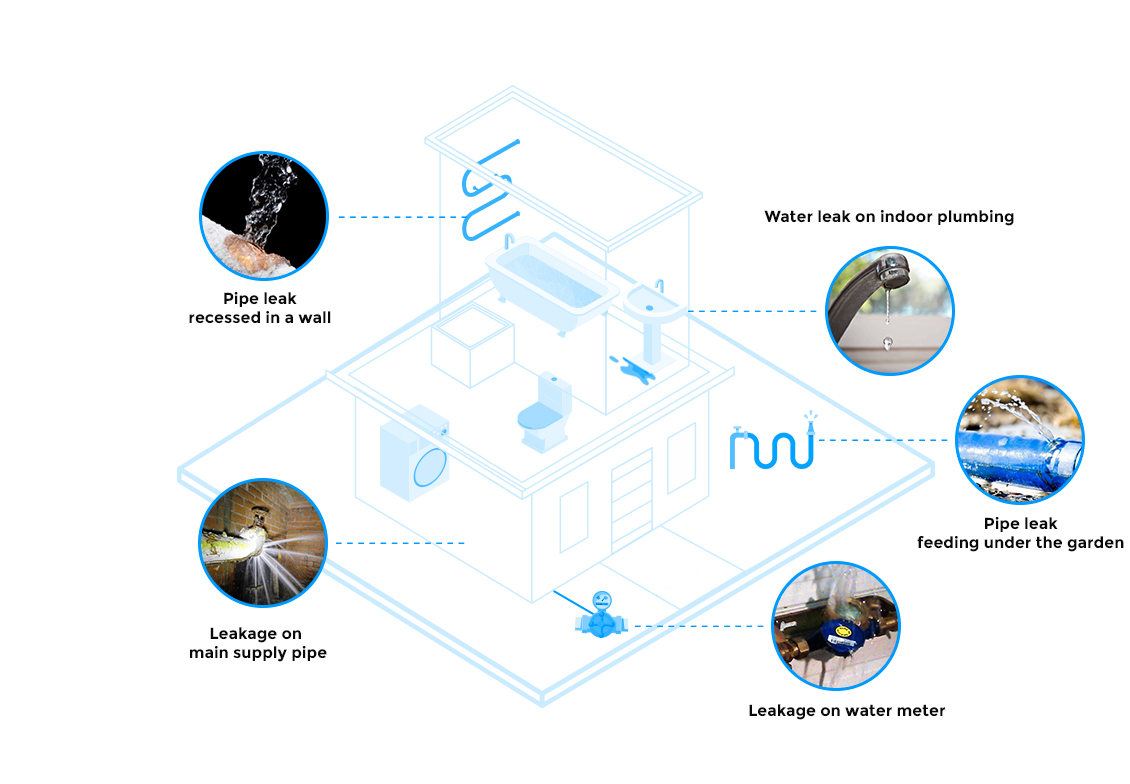 Water leak on indoor plumbing
Pipe leak
recessed in a wall
Pipe leak
feeding under the garden
Leakage on
main supply pipe
Leakage on water meter